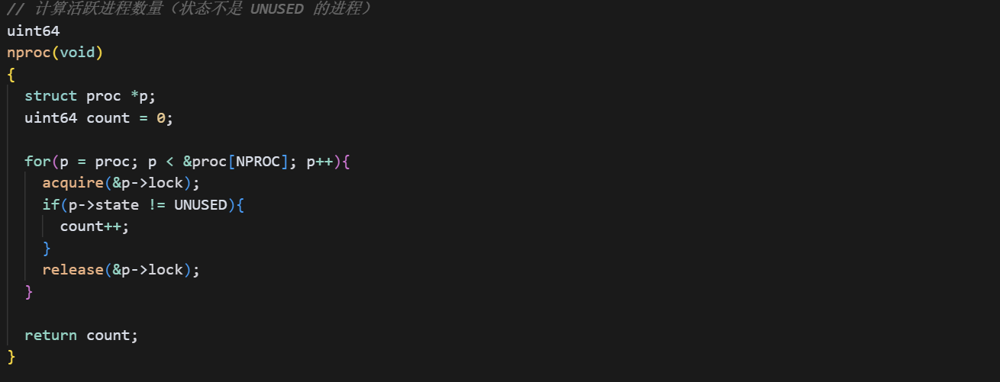 // 计算活跃进程数量（状态不是 UNUSED 的进程）
uint64
nproc(void)
{
  struct proc *p;
  uint64 count = 0;

  for(p = proc; p < &proc[NPROC]; p++){
    acquire(&p->lock);
    if(p->state != UNUSED){
      count++;
    }
    release(&p->lock);
  }

  return count;
}